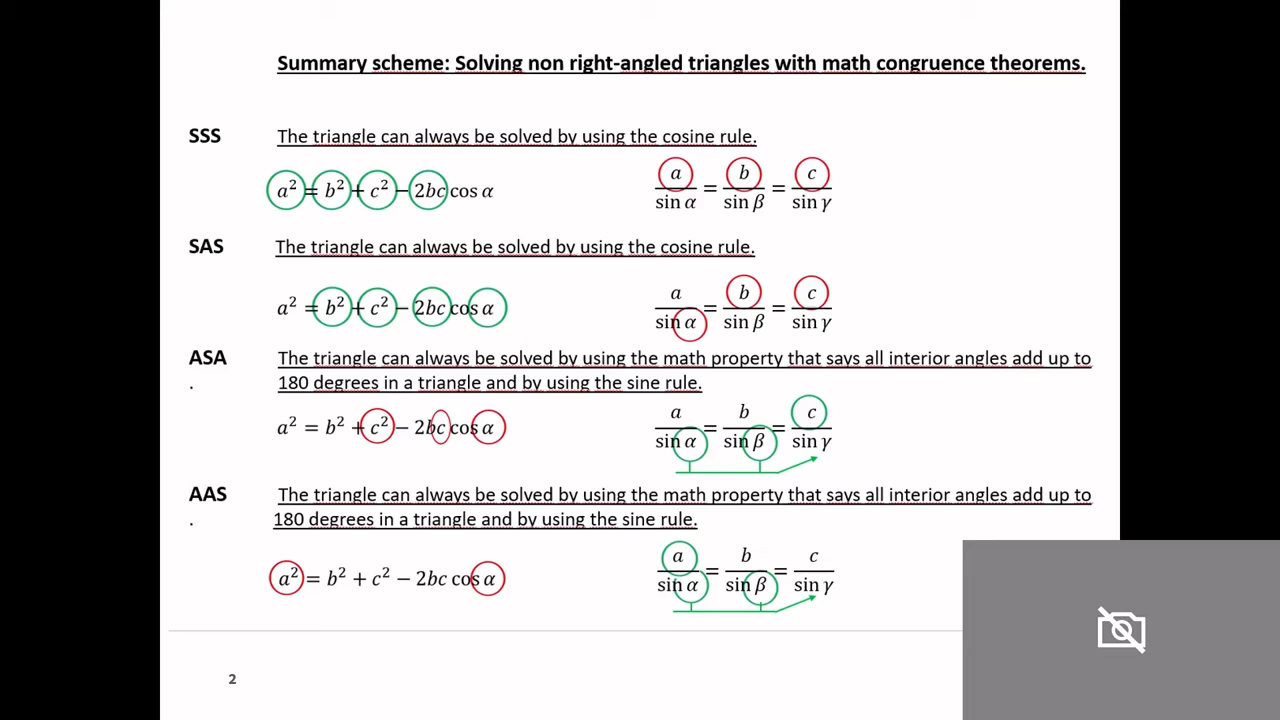 Summary scheme: Solving non right-angled triangles with math congruence theorems.
SSS The triangle can always be solved by using the cosine rule.
a² = b² + c² − 2bc cos α a/sin α = b/sin β = c/sin γ
SAS The triangle can always be solved by using the cosine rule.
a² = b² + c² − 2bc cos α a/sin α = b/sin β = c/sin γ
ASA The triangle can always be solved by using the math property that says all interior angles add up to
. 180 degrees in a triangle and by using the sine rule.
a² = b² + c² − 2bc cos α a/sin α = b/sin β = c/sin γ
AAS The triangle can always be solved by using the math property that says all interior angles add up to
. 180 degrees in a triangle and by using the sine rule.
a² = b² + c² − 2bc cos α a/sin α = b/sin β = c/sin γ
2